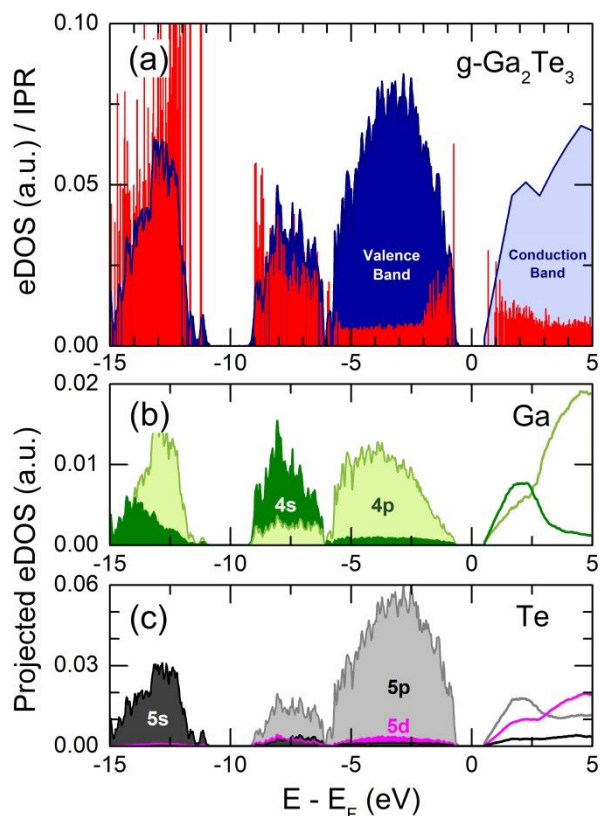 0.10
(a)
g-Ga₂Te₃
eDOS (a.u.) / IPR
0.05
Valence
Band
Conduction
Band
0.00
-15 -10 -5 0 5
0.02
(b)
Ga
0.01
4s
4p
0.00
-15 -10 -5 0 5
Projected eDOS (a.u.)
0.06
(c)
Te
0.03
5s
5p
5d
0.00
-15 -10 -5 0 5
E - E_F (eV)